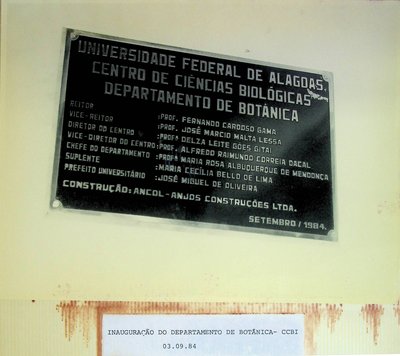 UNIVERSIDADE FEDERAL DE ALAGOAS.
CENTRO DE CIÊNCIAS BIOLÓGICAS
DEPARTAMENTO DE BOTÂNICA
REITOR :PROF. FERNANDO CARDOSO GAMA
VICE-REITOR :PROF. JOSÉ MARCIO MALTA LESSA
DIRETOR DO CENTRO :PROFª DELZA LEITE GÓES GITAI
VICE-DIRETOR DO CENTRO: PROF. ALFREDO RAIMUNDO CORREIA DACAL
CHEFE DO DEPARTAMENTO :PROFª MARIA ROSA ALBUQUERQUE DE MENDONÇA
SUPLENTE :MARIA CECÍLIA BELLO DE LIMA
PREFEITO UNIVERSITÁRIO :JOSÉ MIGUEL DE OLIVEIRA
CONSTRUÇÃO: ANCOL-ANJOS CONSTRUÇÕES LTDA.
SETEMBRO/1984.
INAUGURAÇÃO DO DEPARTAMENTO DE BOTÂNICA- CCBI
03.09.84